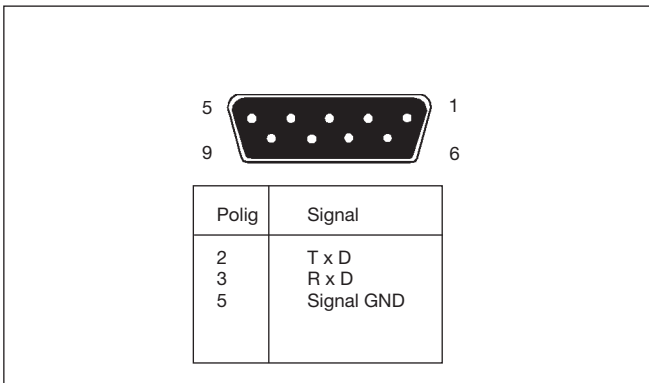 5 1
9 6
Polig Signal
2 T x D
3 R x D
5 Signal GND